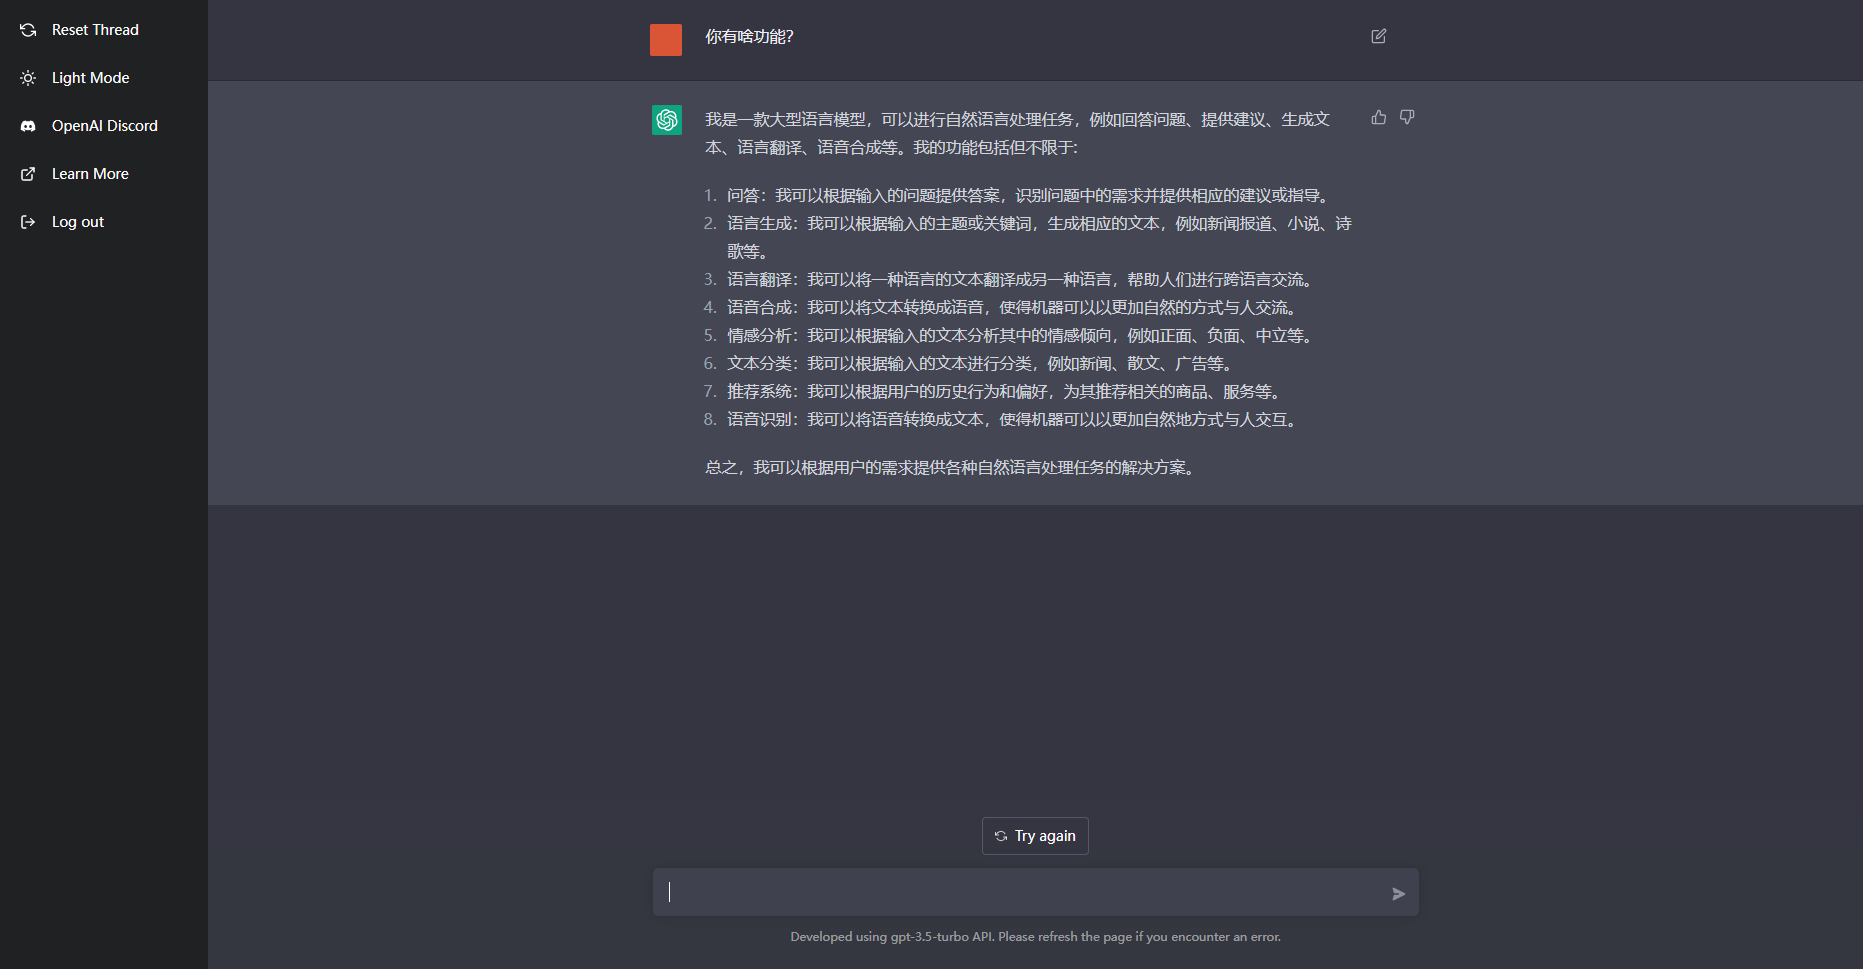 Reset Thread
Light Mode
OpenAI Discord
Learn More
Log out
你有啥功能？
我是一款大型语言模型，可以进行自然语言处理任务，例如回答问题、提供建议、生成文
本、语言翻译、语音合成等。我的功能包括但不限于：
1. 问答：我可以根据输入的问题提供答案，识别问题中的需求并提供相应的建议或指导。
2. 语言生成：我可以根据输入的主题或关键词，生成相应的文本，例如新闻报道、小说、诗
歌等。
3. 语言翻译：我可以将一种语言的文本翻译成另一种语言，帮助人们进行跨语言交流。
4. 语音合成：我可以将文本转换成语音，使得机器可以以更加自然的方式与人交流。
5. 情感分析：我可以根据输入的文本分析其中的情感倾向，例如正面、负面、中立等。
6. 文本分类：我可以根据输入的文本进行分类，例如新闻、散文、广告等。
7. 推荐系统：我可以根据用户的历史行为和偏好，为其推荐相关的商品、服务等。
8. 语音识别：我可以将语音转换成文本，使得机器可以以更加自然地方式与人交互。
总之，我可以根据用户的需求提供各种自然语言处理任务的解决方案。
Try again
Developed using gpt-3.5-turbo API. Please refresh the page if you encounter an error.